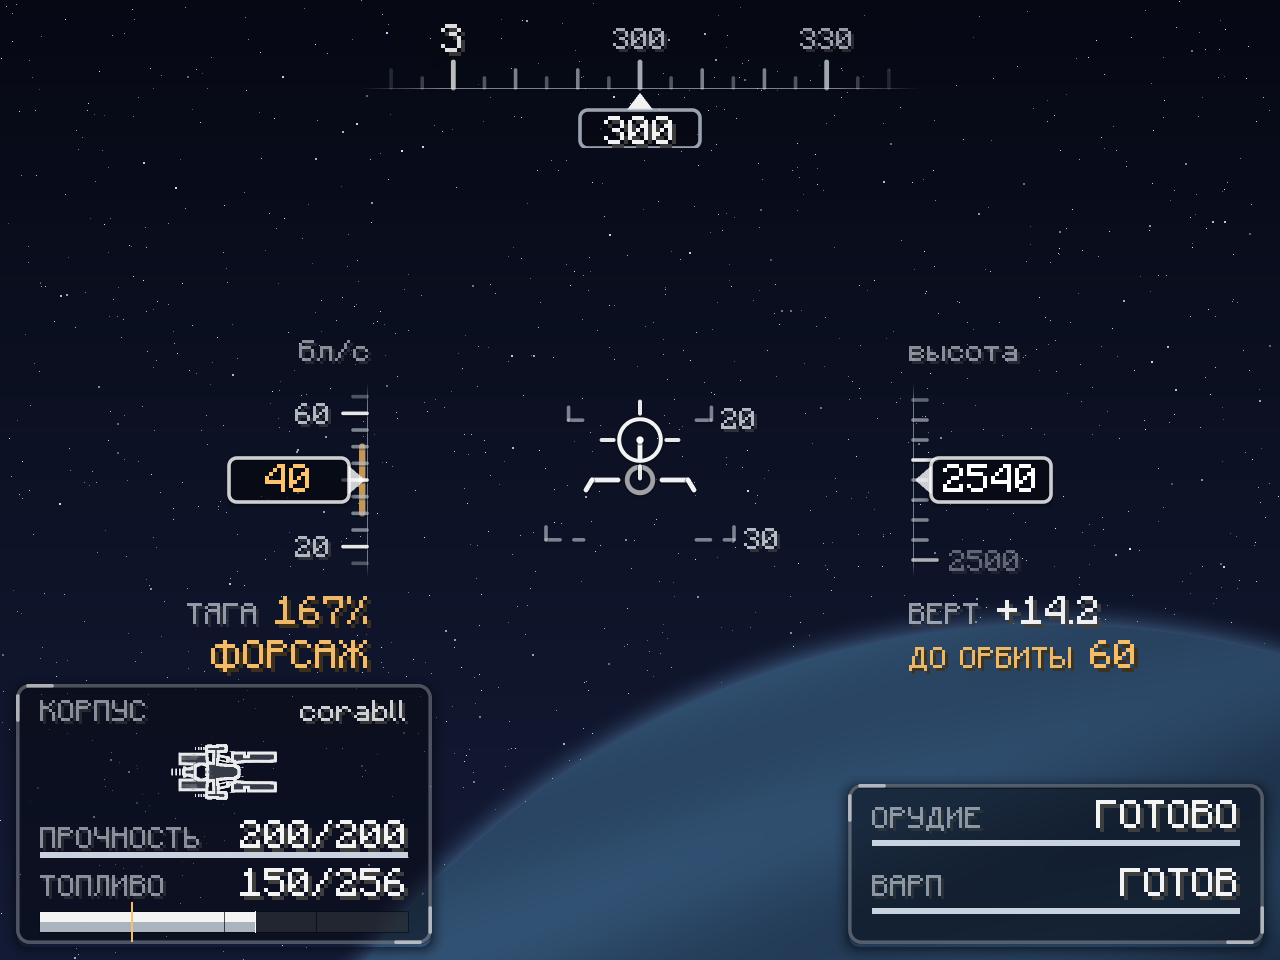 3 300 330
300
бл/с высота
60 20
40 2540
20 30 2500
ТЯГА 167% ВЕРТ +14.2
ФОРСАЖ ДО ОРБИТЫ 60
КОРПУС corabll
ПРОЧНОСТЬ 200/200
ТОПЛИВО 150/256
ОРУДИЕ ГОТОВО
ВАРП ГОТОВ